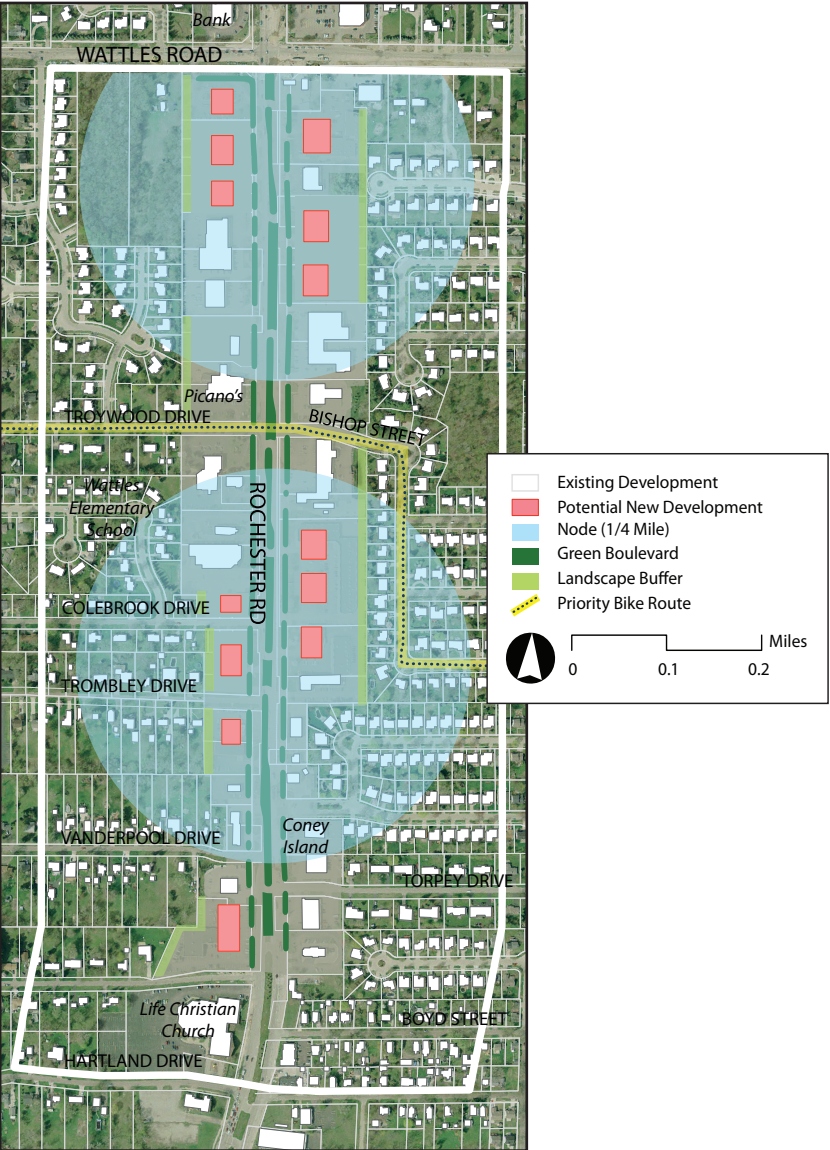 Bank
WATTLES ROAD
Picano's
TROYWOOD DRIVE
BISHOP STREET
Wattles
Elementary
School
ROCHESTER RD
COLEBROOK DRIVE
TROMBLEY DRIVE
VANDERPOOL DRIVE
Coney
Island
TORPEY DRIVE
Life Christian
Church
BOYD STREET
HARTLAND DRIVE
Existing Development
Potential New Development
Node (1/4 Mile)
Green Boulevard
Landscape Buffer
Priority Bike Route
Miles
0 0.1 0.2